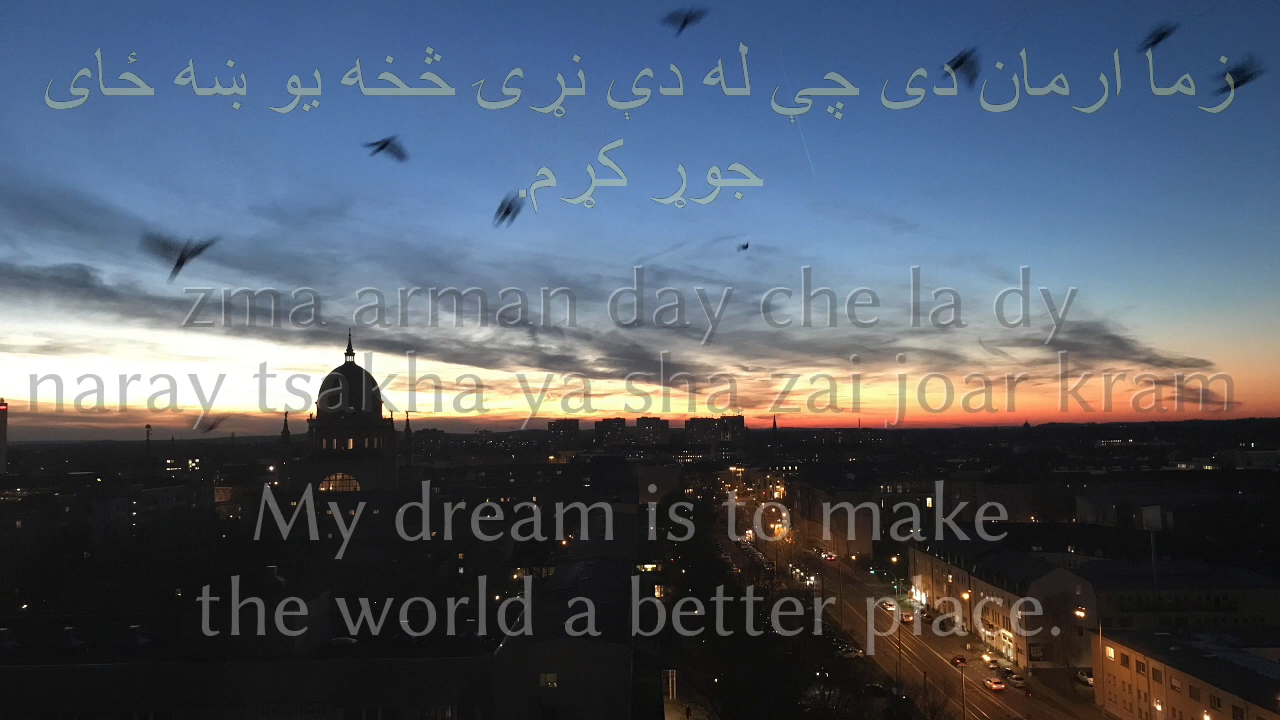 زما ارمان دی چې له دې نړۍ څخه يو ښه ځای
جوړ کړم.
zma arman day che la dy
naray tsakha ya sha zai joar kram
My dream is to make
the world a better place.